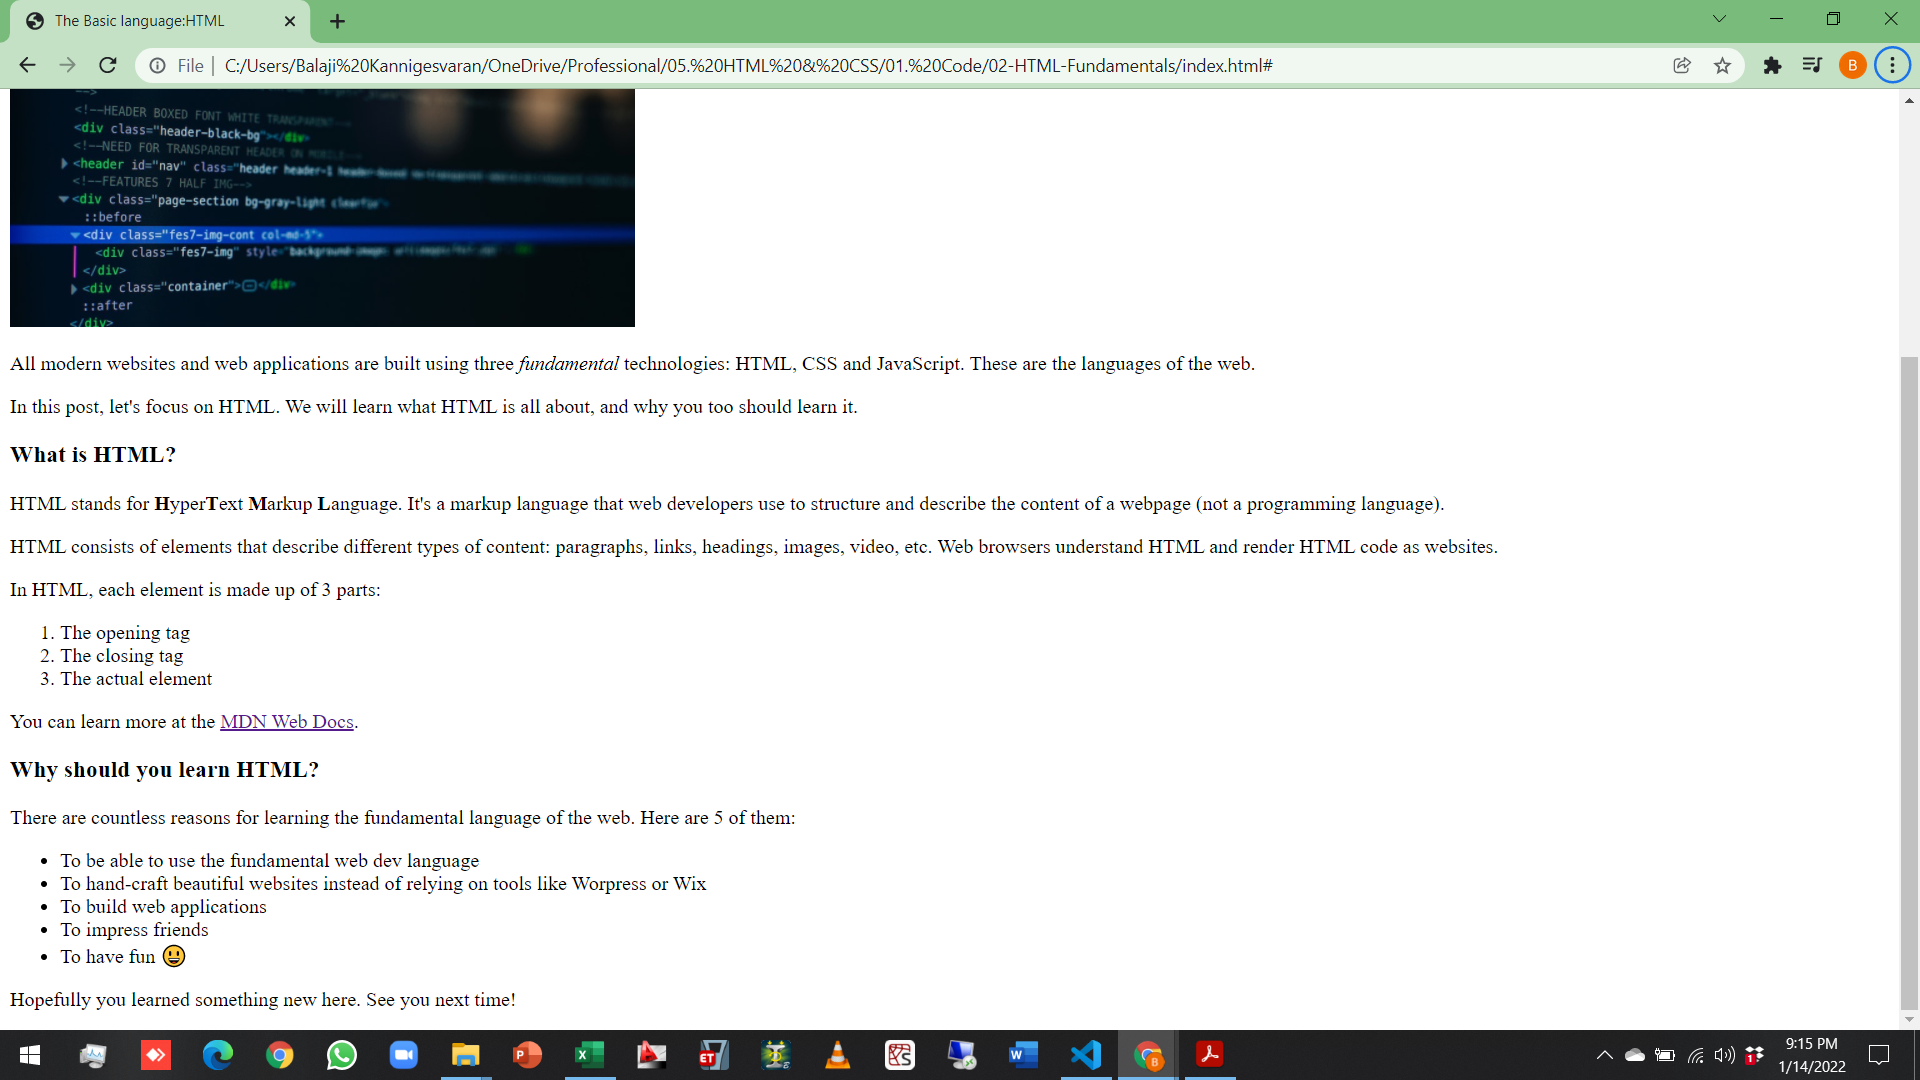 The Basic language:HTML
File | C:/Users/Balaji%20Kannigesvaran/OneDrive/Professional/05.%20HTML%20&%20CSS/01.%20Code/02-HTML-Fundamentals/index.html#
B
-->
<!--HEADER BOXED FONT WHITE TRANSPARENT-->
<div class="header-black-bg"></div>
<!--NEED FOR TRANSPARENT HEADER ON MOBILE-->
<header id="nav" class="header header-1 header-boxed
<!--FEATURES 7 HALF IMG-->
<div class="page-section bg-gray-light clearfix">
::before
<div class="fes7-img-cont col-md-5">
<div class="fes7-img" style="background-image:
</div>
<div class="container"></div>
::after
</div>
All modern websites and web applications are built using three fundamental technologies: HTML, CSS and JavaScript. These are the languages of the web.
In this post, let's focus on HTML. We will learn what HTML is all about, and why you too should learn it.
What is HTML?
HTML stands for HyperText Markup Language. It's a markup language that web developers use to structure and describe the content of a webpage (not a programming language).
HTML consists of elements that describe different types of content: paragraphs, links, headings, images, video, etc. Web browsers understand HTML and render HTML code as websites.
In HTML, each element is made up of 3 parts:
1. The opening tag
2. The closing tag
3. The actual element
You can learn more at the MDN Web Docs.
Why should you learn HTML?
There are countless reasons for learning the fundamental language of the web. Here are 5 of them:
• To be able to use the fundamental web dev language
• To hand-craft beautiful websites instead of relying on tools like Worpress or Wix
• To build web applications
• To impress friends
• To have fun 😃
Hopefully you learned something new here. See you next time!
ET
B
1
9:15 PM
1/14/2022